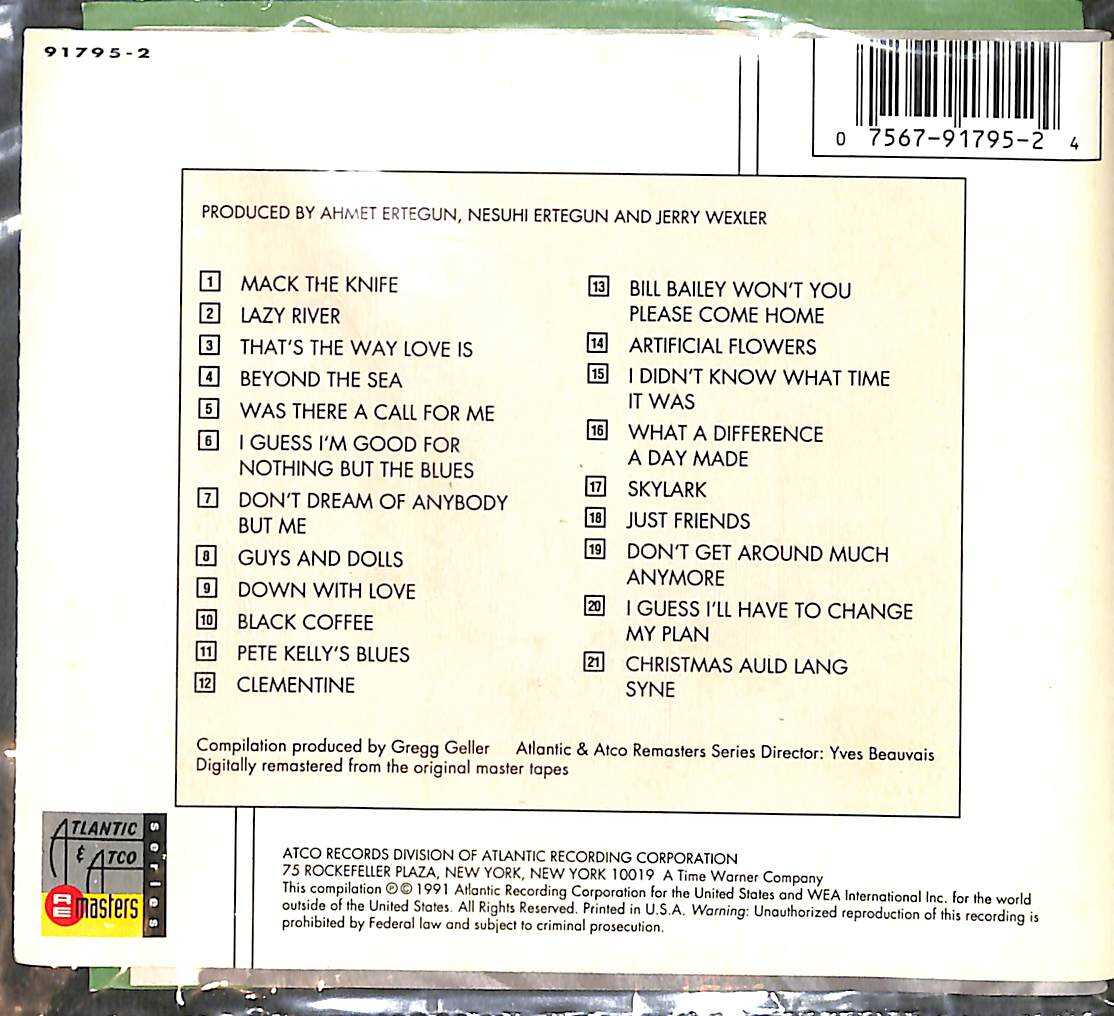 91795-2
0 7567-91795-2 4
PRODUCED BY AHMET ERTEGUN, NESUHI ERTEGUN AND JERRY WEXLER
1 MACK THE KNIFE
2 LAZY RIVER
3 THAT'S THE WAY LOVE IS
4 BEYOND THE SEA
5 WAS THERE A CALL FOR ME
6 I GUESS I'M GOOD FOR
NOTHING BUT THE BLUES
7 DON'T DREAM OF ANYBODY
BUT ME
8 GUYS AND DOLLS
9 DOWN WITH LOVE
10 BLACK COFFEE
11 PETE KELLY'S BLUES
12 CLEMENTINE
13 BILL BAILEY WON'T YOU
PLEASE COME HOME
14 ARTIFICIAL FLOWERS
15 I DIDN'T KNOW WHAT TIME
IT WAS
16 WHAT A DIFFERENCE
A DAY MADE
17 SKYLARK
18 JUST FRIENDS
19 DON'T GET AROUND MUCH
ANYMORE
20 I GUESS I'LL HAVE TO CHANGE
MY PLAN
21 CHRISTMAS AULD LANG
SYNE
Compilation produced by Gregg Geller Atlantic & Atco Remasters Series Director: Yves Beauvais
Digitally remastered from the original master tapes
ATLANTIC
& ATCO
RE masters
series
ATCO RECORDS DIVISION OF ATLANTIC RECORDING CORPORATION
75 ROCKEFELLER PLAZA, NEW YORK, NEW YORK 10019 A Time Warner Company
This compilation ℗ © 1991 Atlantic Recording Corporation for the United States and WEA International Inc. for the world
outside of the United States. All Rights Reserved. Printed in U.S.A. Warning: Unauthorized reproduction of this recording is
prohibited by Federal law and subject to criminal prosecution.